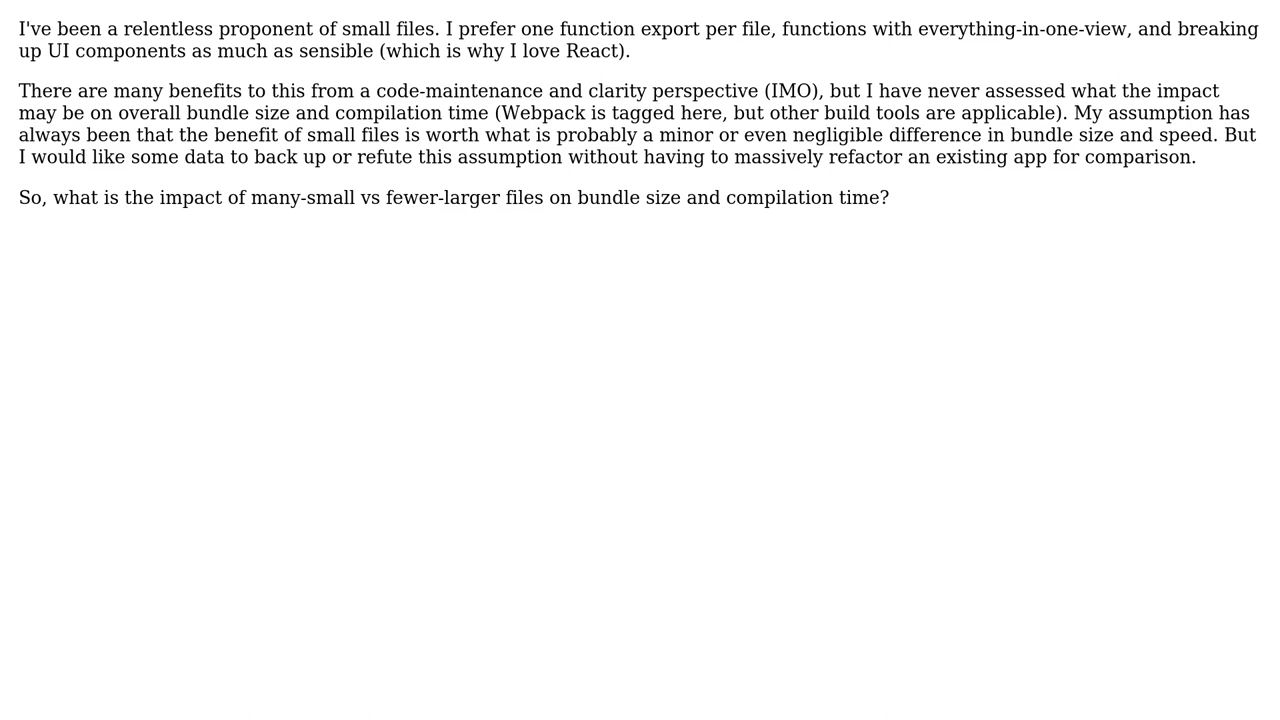 I've been a relentless proponent of small files. I prefer one function export per file, functions with everything-in-one-view, and breaking
up UI components as much as sensible (which is why I love React).
There are many benefits to this from a code-maintenance and clarity perspective (IMO), but I have never assessed what the impact
may be on overall bundle size and compilation time (Webpack is tagged here, but other build tools are applicable). My assumption has
always been that the benefit of small files is worth what is probably a minor or even negligible difference in bundle size and speed. But
I would like some data to back up or refute this assumption without having to massively refactor an existing app for comparison.
So, what is the impact of many-small vs fewer-larger files on bundle size and compilation time?